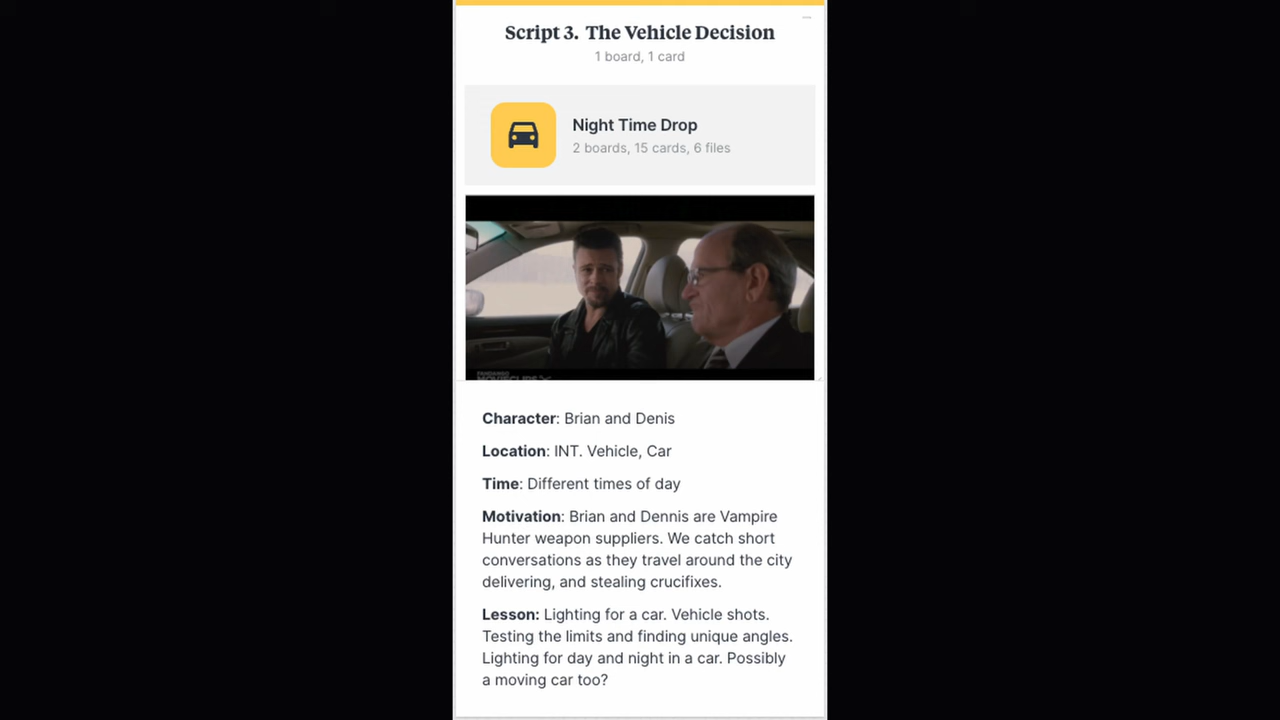 Script 3. The Vehicle Decision
1 board, 1 card
Night Time Drop
2 boards, 15 cards, 6 files
FANDANGO
MOVIECLIPS
Character: Brian and Denis
Location: INT. Vehicle, Car
Time: Different times of day
Motivation: Brian and Dennis are Vampire
Hunter weapon suppliers. We catch short
conversations as they travel around the city
delivering, and stealing crucifixes.
Lesson: Lighting for a car. Vehicle shots.
Testing the limits and finding unique angles.
Lighting for day and night in a car. Possibly
a moving car too?